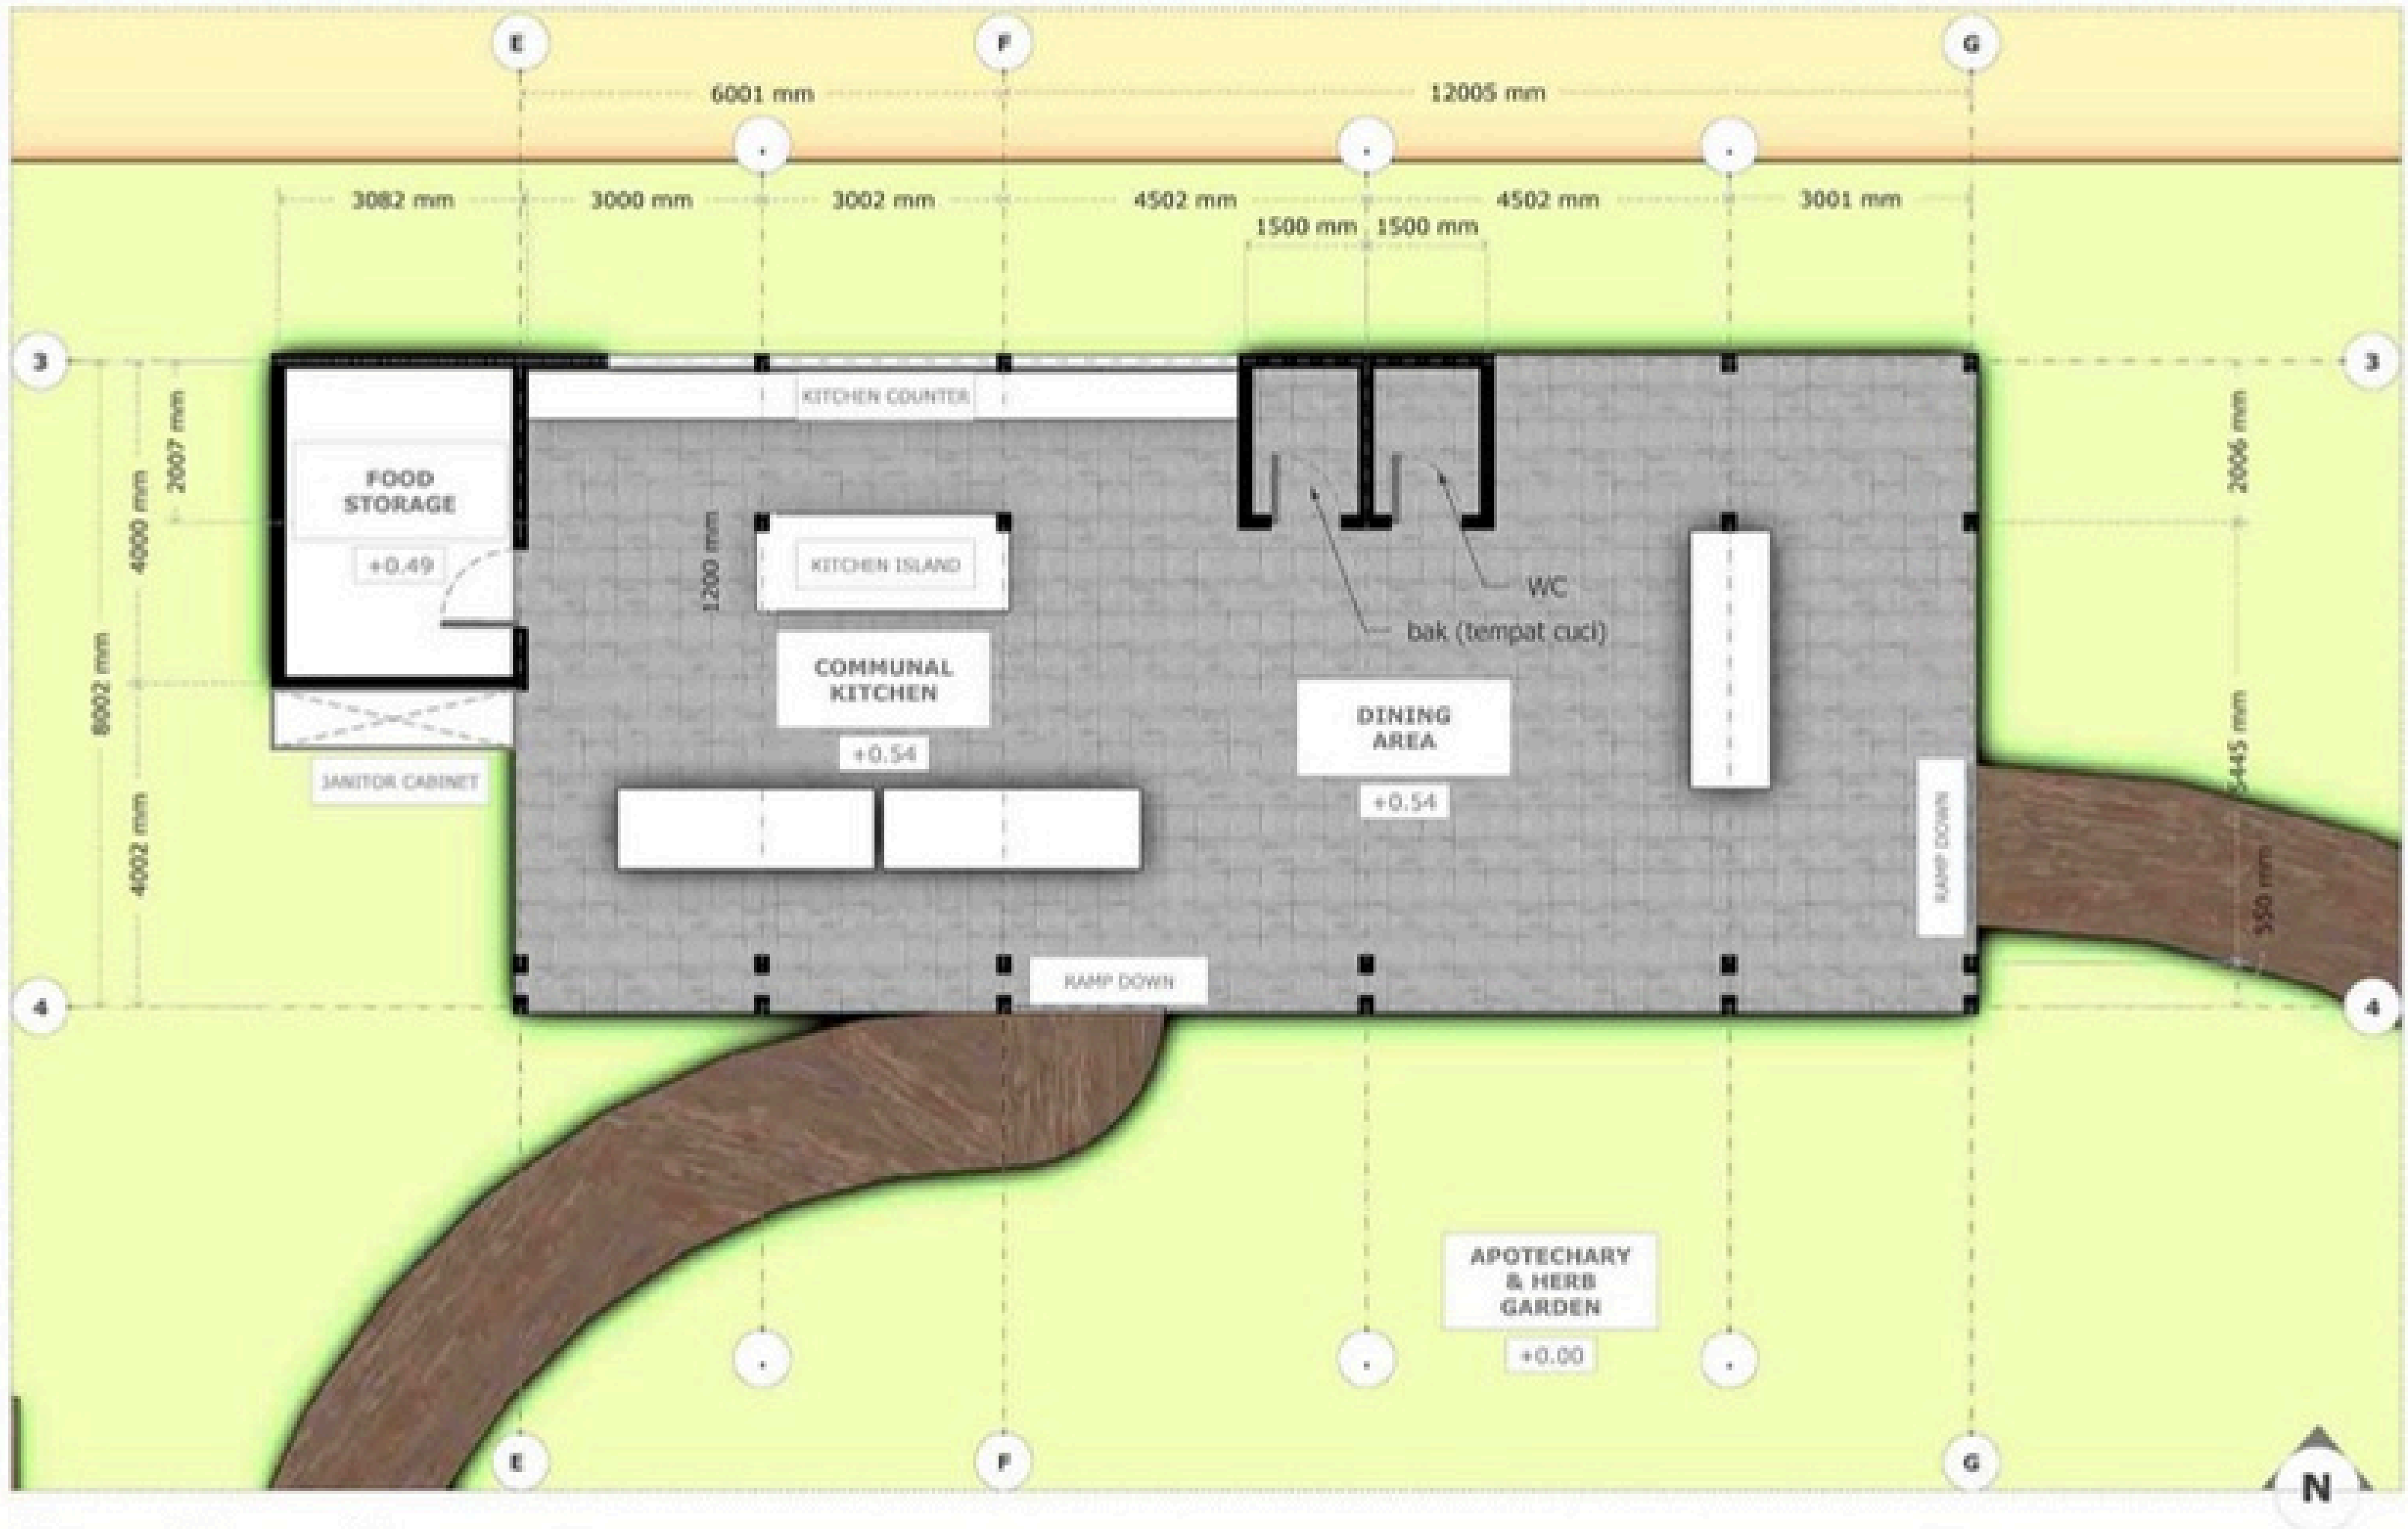 E
F
G
6001 mm
12005 mm
3082 mm
3000 mm
3002 mm
4502 mm
4502 mm
3001 mm
1500 mm
1500 mm
3
3
KITCHEN COUNTER
2007 mm
2006 mm
FOOD
STORAGE
4000 mm
+0.49
1200 mm
KITCHEN ISLAND
WC
bak (tempat cuci)
8002 mm
COMMUNAL
KITCHEN
+0.54
DINING
AREA
+0.54
JANITOR CABINET
4002 mm
RAMP DOWN
550 mm
RAMP DOWN
4
4
APOTECHARY
& HERB
GARDEN
+0.00
E
F
G
N